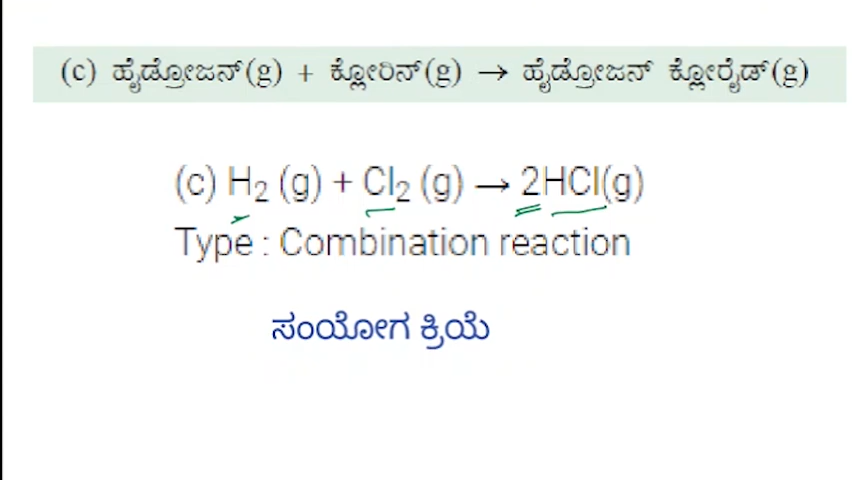 (c) ಹೈಡ್ರೋಜನ್(g) + ಕ್ಲೋರಿನ್(g) → ಹೈಡ್ರೋಜನ್ ಕ್ಲೋರೈಡ್(g)
(c) H₂ (g) + Cl₂ (g) → 2HCl(g)
Type : Combination reaction
ಸಂಯೋಗ ಕ್ರಿಯೆ